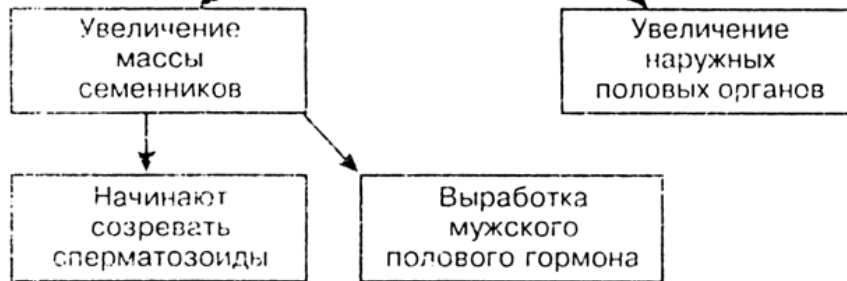 Увеличение
массы
семенников
Увеличение
наружных
половых органов
Начинают
созревать
сперматозоиды
Выработка
мужского
полового гормона